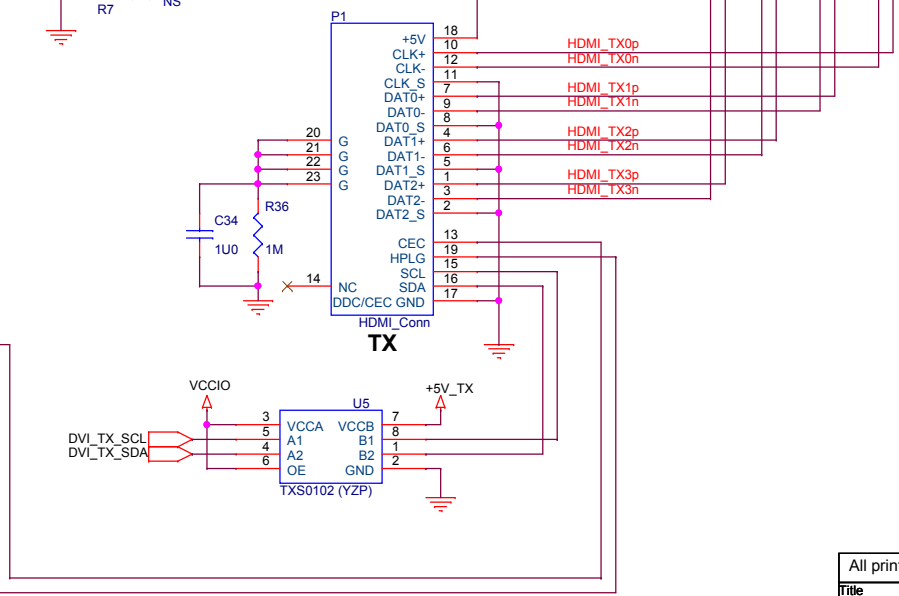 R7
NS
P1
+5V 18
CLK+ 10
HDMI_TX0p
CLK- 12
HDMI_TX0n
CLK_S 11
DAT0+ 7
HDMI_TX1p
DAT0- 9
HDMI_TX1n
DAT0_S 8
20 G
DAT1+ 4
HDMI_TX2p
21 G
DAT1- 6
HDMI_TX2n
22 G
DAT1_S 5
23 G
DAT2+ 1
HDMI_TX3p
DAT2- 3
HDMI_TX3n
DAT2_S 2
C34
R36
1U0
1M
CEC 13
HPLG 19
SCL 15
14 NC
SDA 16
DDC/CEC GND 17
HDMI_Conn
TX
VCCIO
+5V_TX
U5
3 VCCA VCCB 7
DVI_TX_SCL
5 A1 B1 8
DVI_TX_SDA
4 A2 B2 1
6 OE GND 2
TXS0102 (YZP)
All prin
Title